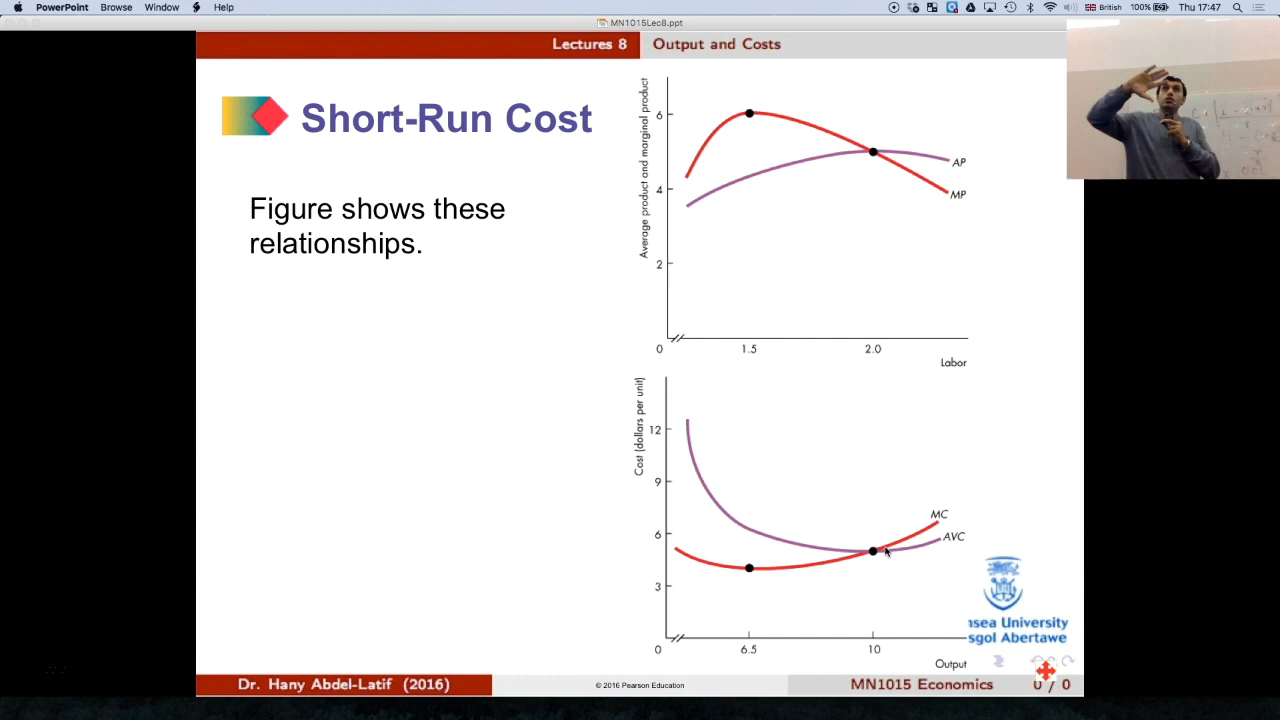 PowerPoint Browse Window Help British 100% Thu 17:47
MN1015Lec8.ppt
Lectures 8 Output and Costs
Short-Run Cost
Figure shows these
relationships.
Average product and marginal product
6
4
2
0
1.5
2.0
Labor
AP
MP
Cost (dollars per unit)
12
9
6
3
0
6.5
10
Output
MC
AVC
nsea University
sgol Abertawe
Dr. Hany Abdel-Latif (2016) © 2016 Pearson Education MN1015 Economics 0 / 0